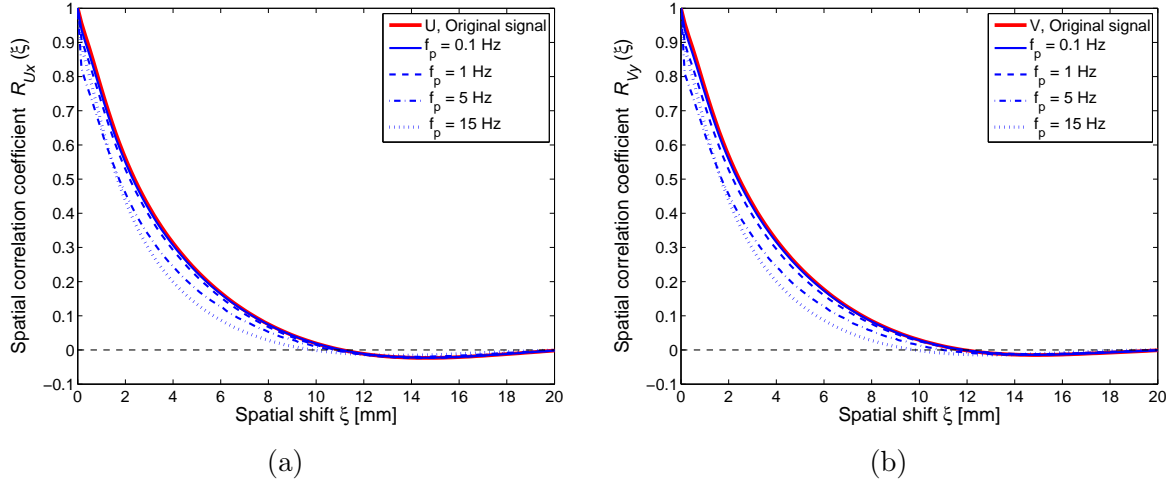 Spatial correlation coefficient R_Ux (ξ)
1
0.9
0.8
0.7
0.6
0.5
0.4
0.3
0.2
0.1
0
−0.1
0 2 4 6 8 10 12 14 16 18 20
Spatial shift ξ [mm]
U, Original signal
f_p = 0.1 Hz
f_p = 1 Hz
f_p = 5 Hz
f_p = 15 Hz
(a)
Spatial correlation coefficient R_Vy (ξ)
1
0.9
0.8
0.7
0.6
0.5
0.4
0.3
0.2
0.1
0
−0.1
0 2 4 6 8 10 12 14 16 18 20
Spatial shift ξ [mm]
V, Original signal
f_p = 0.1 Hz
f_p = 1 Hz
f_p = 5 Hz
f_p = 15 Hz
(b)